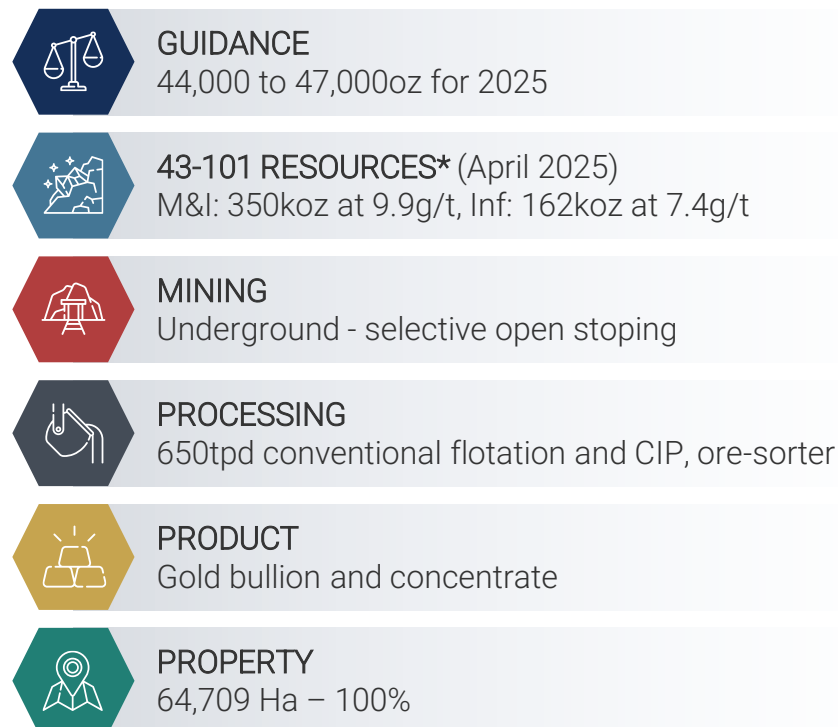 GUIDANCE
44,000 to 47,000oz for 2025
43-101 RESOURCES* (April 2025)
M&I: 350koz at 9.9g/t, Inf: 162koz at 7.4g/t
MINING
Underground - selective open stoping
PROCESSING
650tpd conventional flotation and CIP, ore-sorter
PRODUCT
Gold bullion and concentrate
PROPERTY
64,709 Ha – 100%